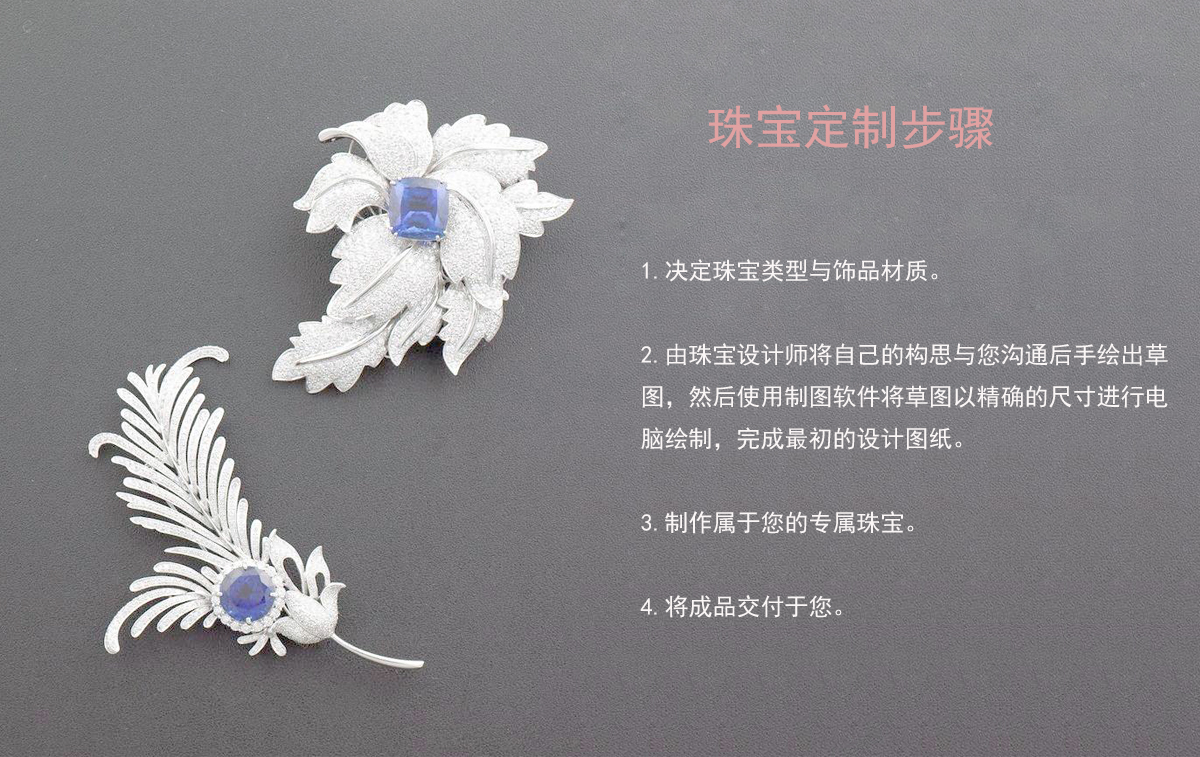 珠宝定制步骤
1.决定珠宝类型与饰品材质。
2.由珠宝设计师将自己的构思与您沟通后手绘出草
图，然后使用制图软件将草图以精确的尺寸进行电
脑绘制，完成最初的设计图纸。
3.制作属于您的专属珠宝。
4.将成品交付于您。